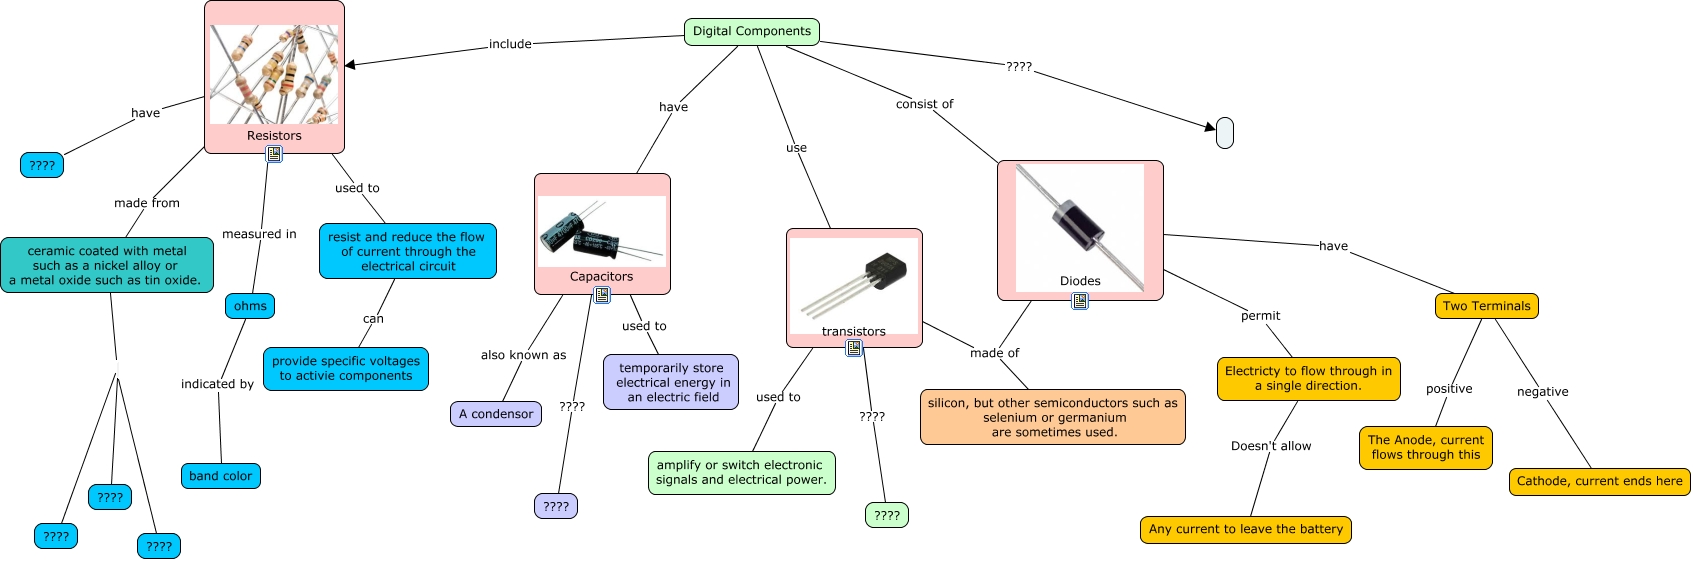 Digital Components
include
????
have
consist of
use
Resistors
have
????
made from
ceramic coated with metal
such as a nickel alloy or
a metal oxide such as tin oxide.
????
????
????
measured in
ohms
indicated by
band color
used to
resist and reduce the flow
of current through the
electrical circuit
can
provide specific voltages
to activie components
Capacitors
also known as
A condensor
????
????
used to
temporarily store
electrical energy in
an electric field
transistors
used to
amplify or switch electronic
signals and electrical power.
????
????
made of
silicon, but other semiconductors such as
selenium or germanium
are sometimes used.
Diodes
permit
Electricty to flow through in
a single direction.
Doesn't allow
Any current to leave the battery
have
Two Terminals
positive
The Anode, current
flows through this
negative
Cathode, current ends here